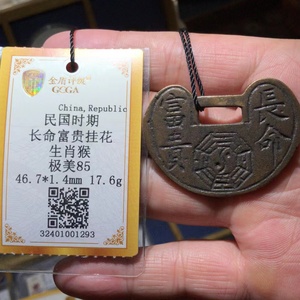 金盾评级
GCGA
China,Republic
民国时期
长命富贵挂花
生肖猴
极美85
46.7*1.4mm 17.6g
32401001293
長命
富貴